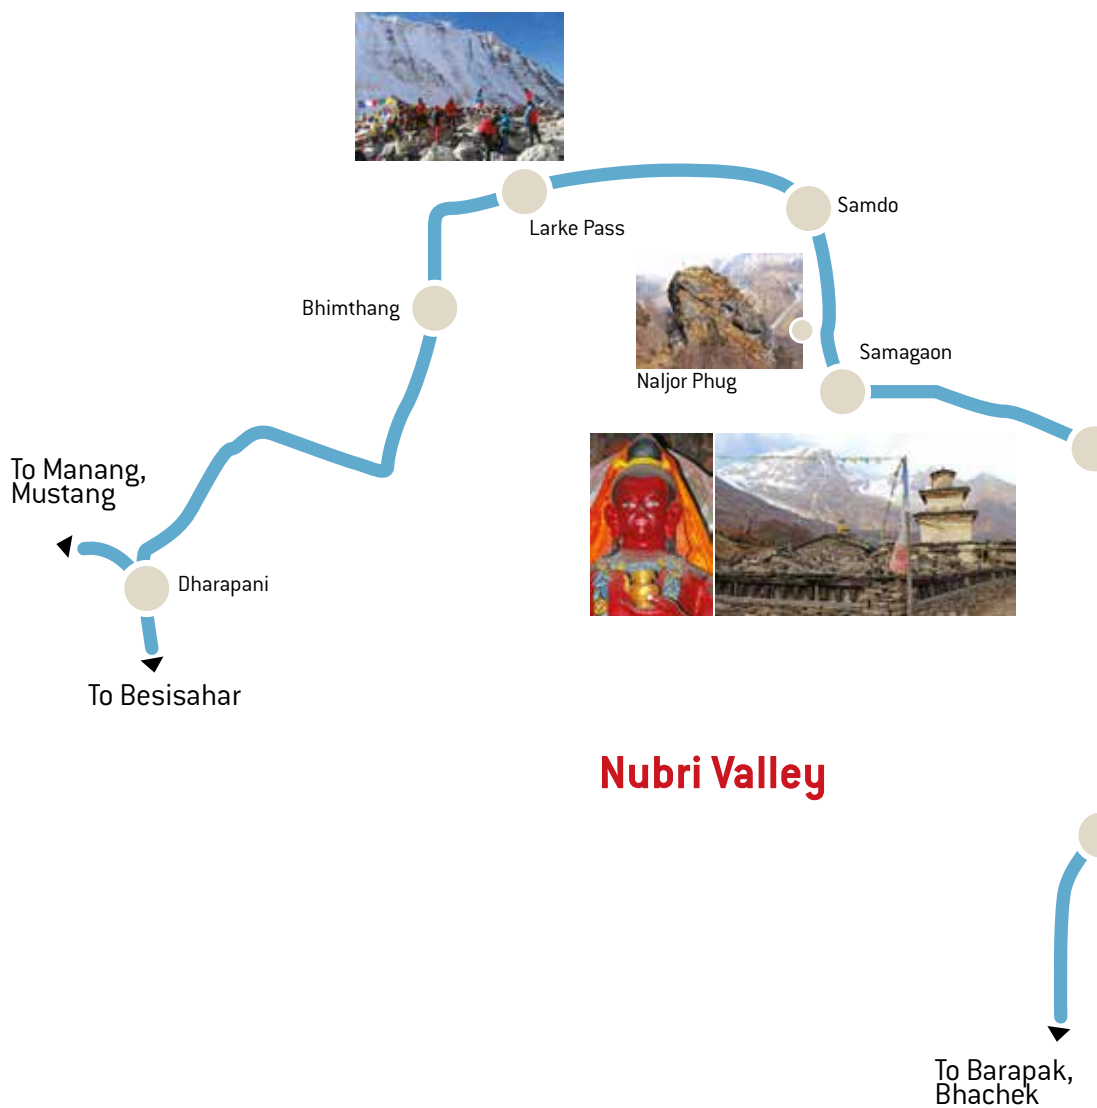 Larke Pass
Samdo
Bhimthang
Samagaon
Naljor Phug
To Manang,
Mustang
Dharapani
To Besisahar
Nubri Valley
To Barapak,
Bhachek